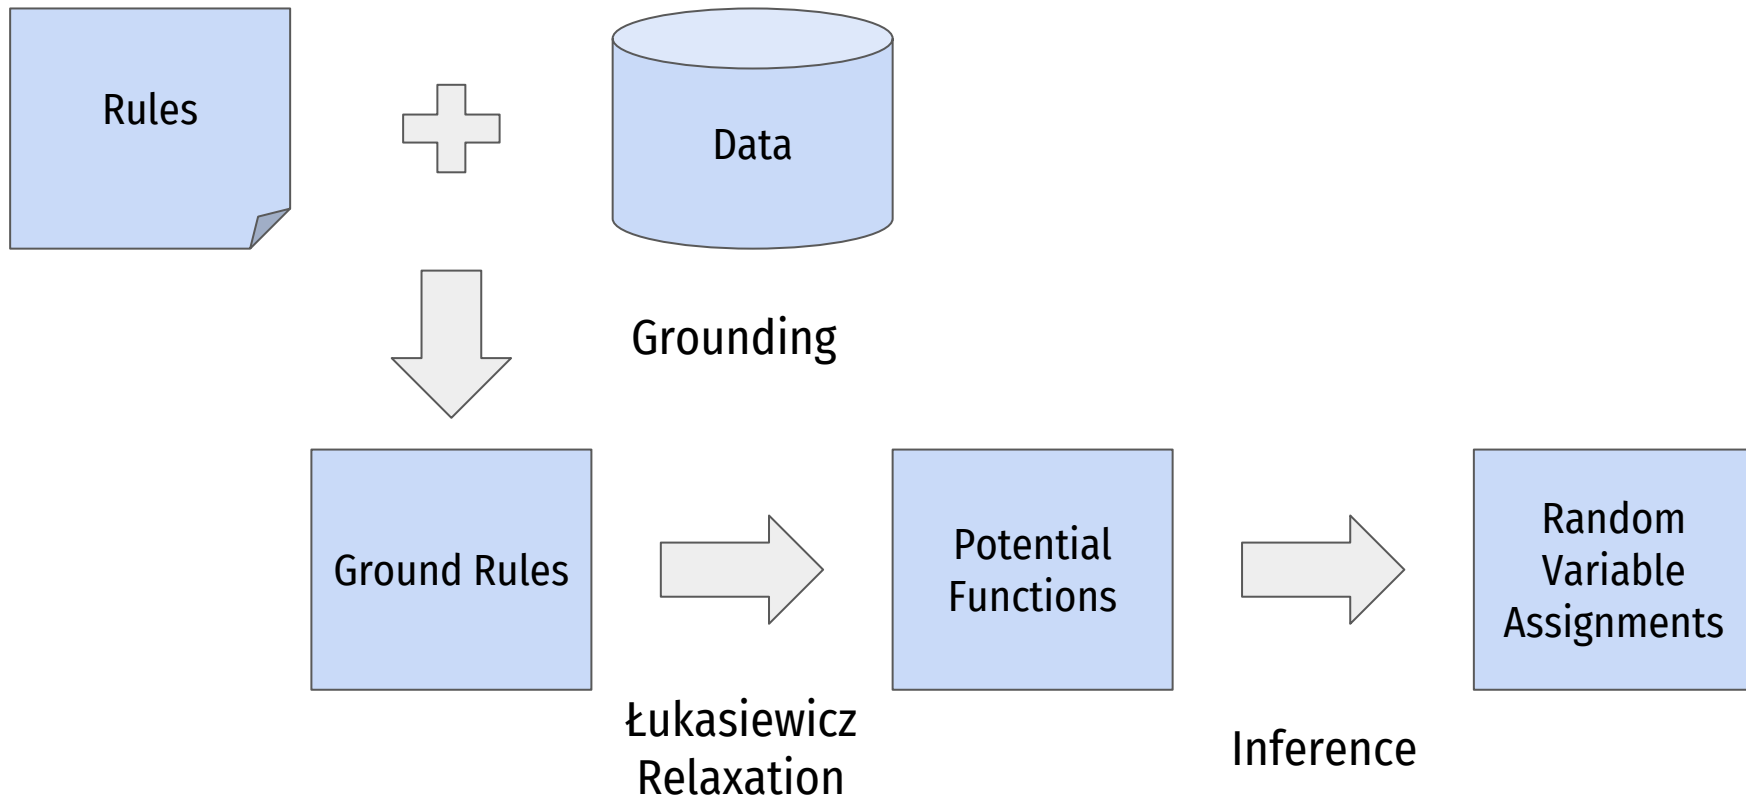 Rules
Data
Grounding
Ground Rules
Potential
Functions
Random
Variable
Assignments
Łukasiewicz
Relaxation
Inference